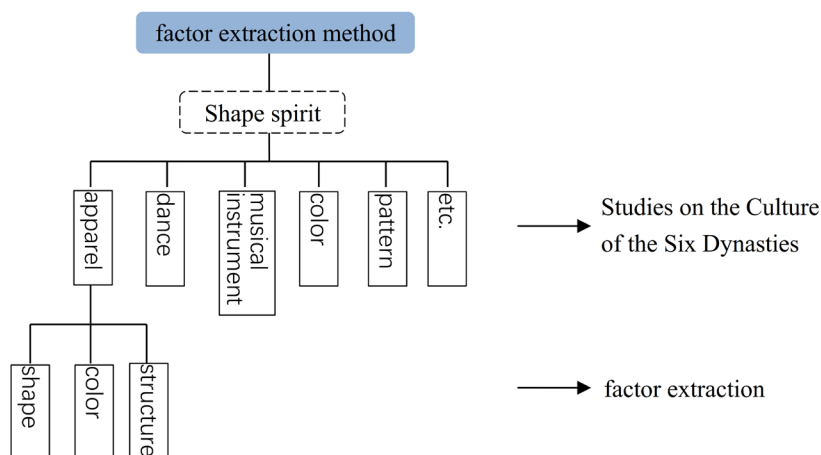 factor extraction method
Shape spirit
apparel
dance
musical
instrument
color
pattern
etc.
Studies on the Culture
of the Six Dynasties
shape
color
structure
factor extraction